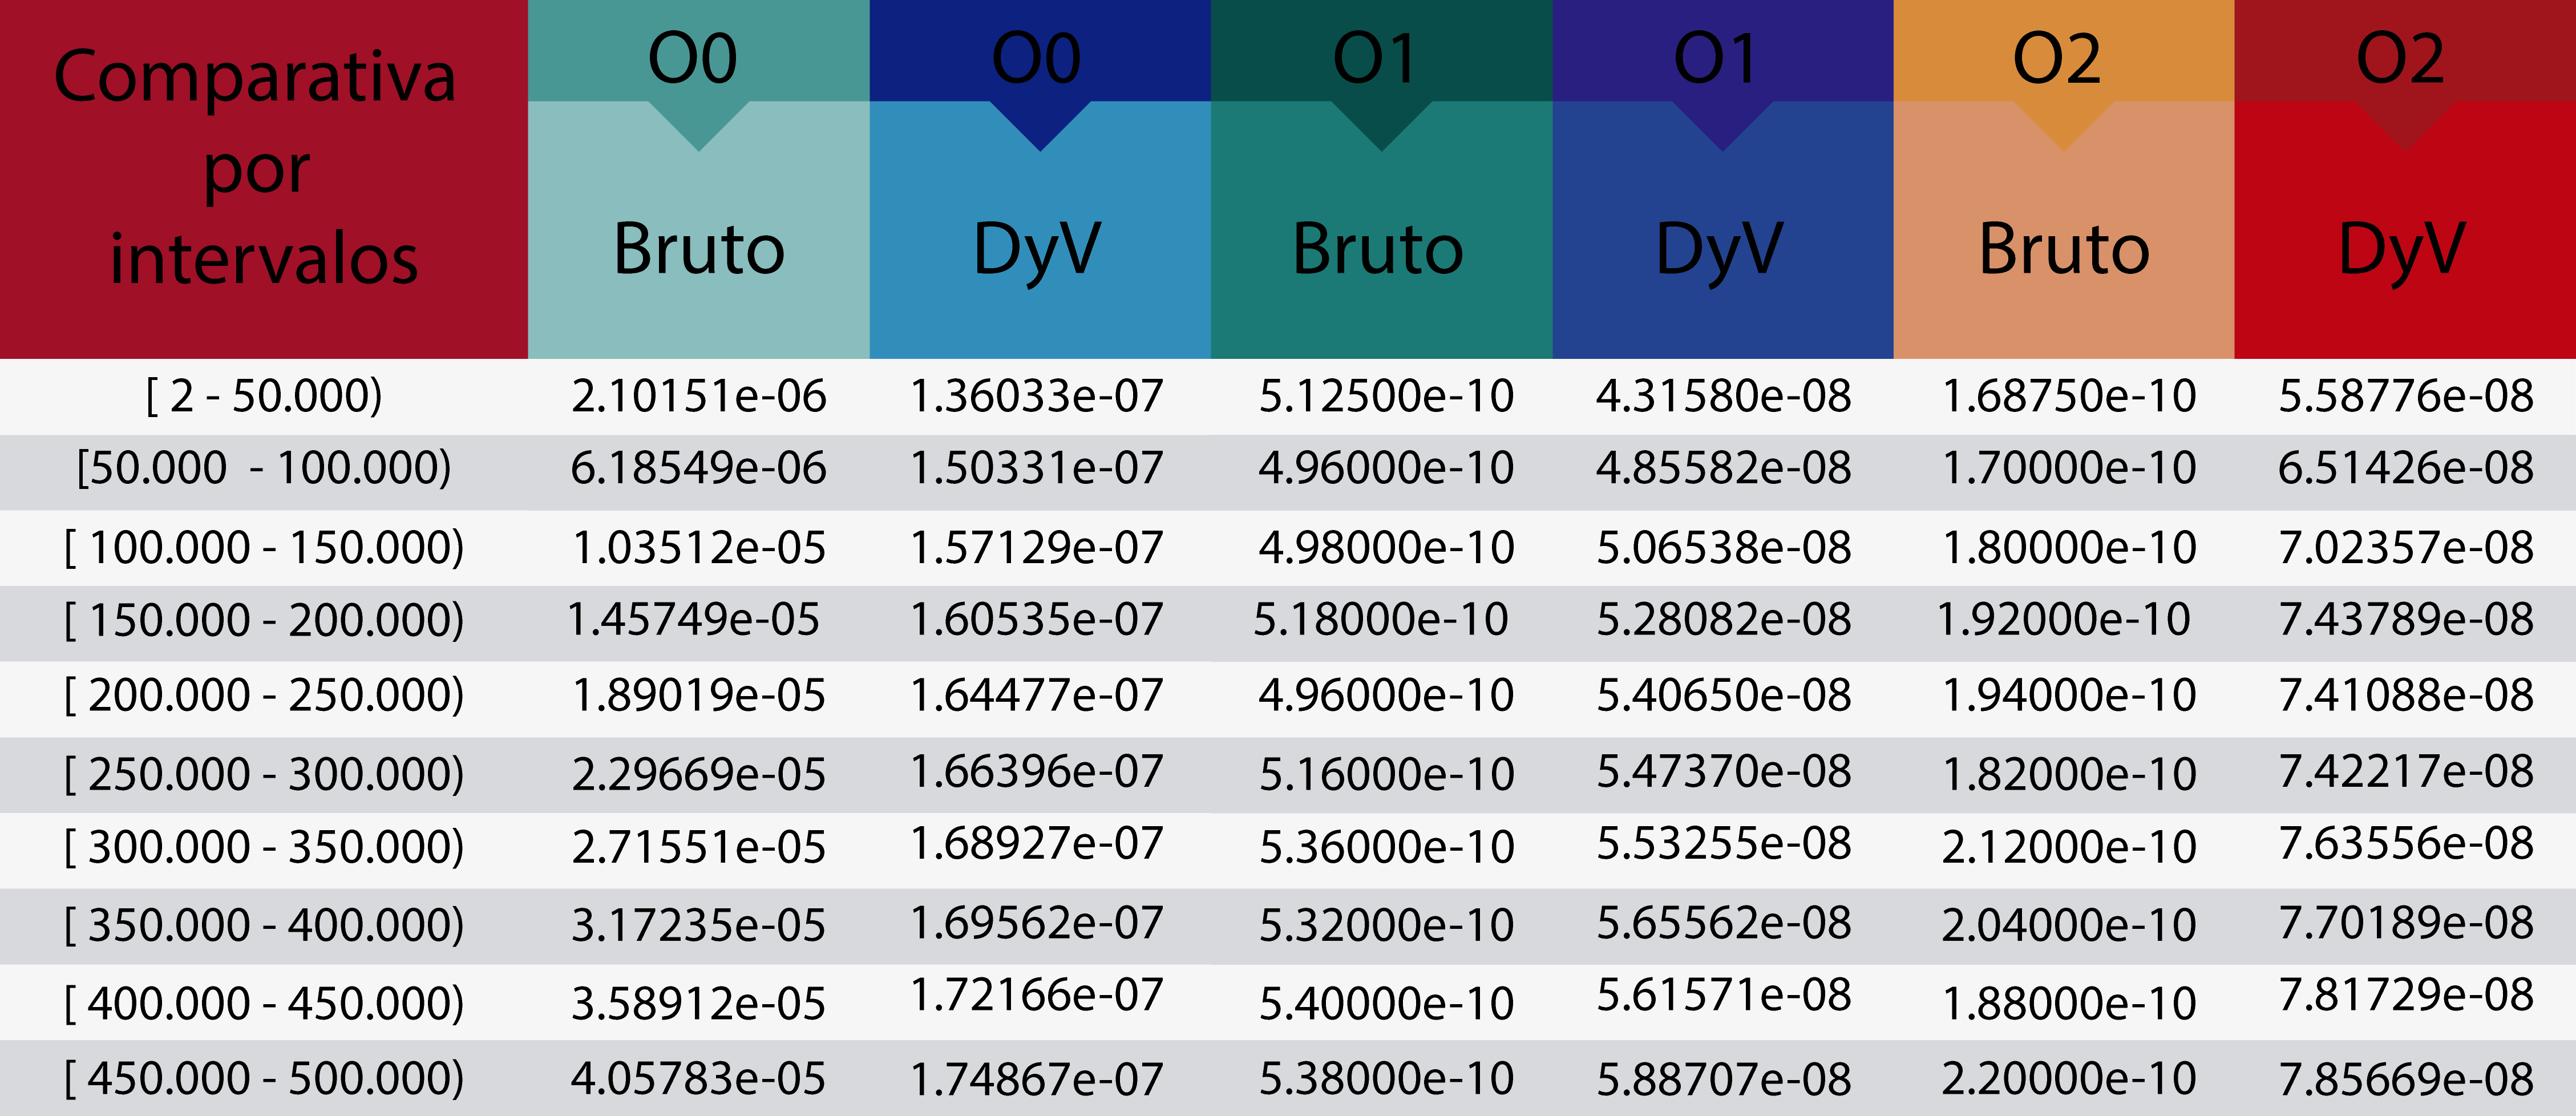 Comparativa
por
intervalos
O0 O0 O1 O1 O2 O2
Bruto DyV Bruto DyV Bruto DyV
[ 2 - 50.000) 2.10151e-06 1.36033e-07 5.12500e-10 4.31580e-08 1.68750e-10 5.58776e-08
[50.000 - 100.000) 6.18549e-06 1.50331e-07 4.96000e-10 4.85582e-08 1.70000e-10 6.51426e-08
[ 100.000 - 150.000) 1.03512e-05 1.57129e-07 4.98000e-10 5.06538e-08 1.80000e-10 7.02357e-08
[ 150.000 - 200.000) 1.45749e-05 1.60535e-07 5.18000e-10 5.28082e-08 1.92000e-10 7.43789e-08
[ 200.000 - 250.000) 1.89019e-05 1.64477e-07 4.96000e-10 5.40650e-08 1.94000e-10 7.41088e-08
[ 250.000 - 300.000) 2.29669e-05 1.66396e-07 5.16000e-10 5.47370e-08 1.82000e-10 7.42217e-08
[ 300.000 - 350.000) 2.71551e-05 1.68927e-07 5.36000e-10 5.53255e-08 2.12000e-10 7.63556e-08
[ 350.000 - 400.000) 3.17235e-05 1.69562e-07 5.32000e-10 5.65562e-08 2.04000e-10 7.70189e-08
[ 400.000 - 450.000) 3.58912e-05 1.72166e-07 5.40000e-10 5.61571e-08 1.88000e-10 7.81729e-08
[ 450.000 - 500.000) 4.05783e-05 1.74867e-07 5.38000e-10 5.88707e-08 2.20000e-10 7.85669e-08